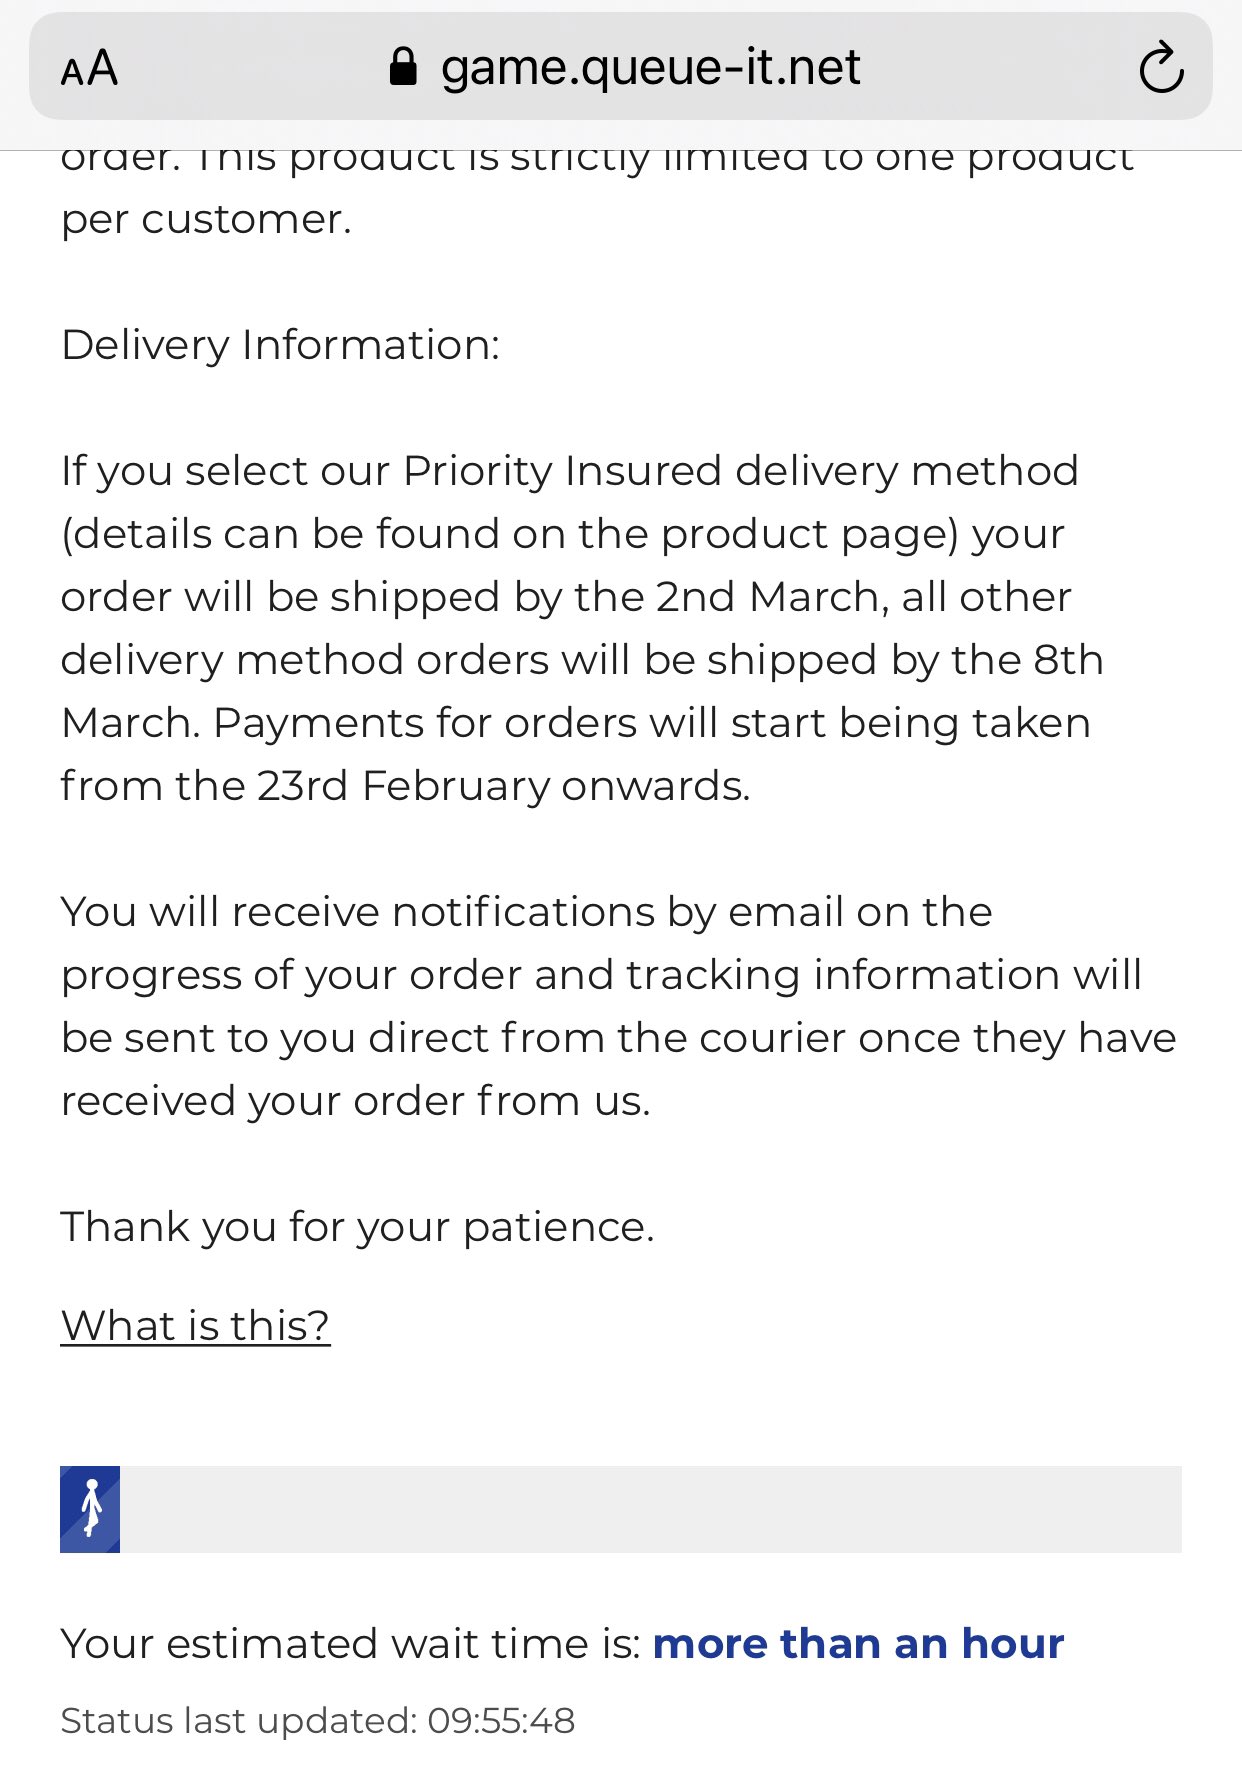 AA game.queue-it.net
order. This product is strictly limited to one product
per customer.
Delivery Information:
If you select our Priority Insured delivery method
(details can be found on the product page) your
order will be shipped by the 2nd March, all other
delivery method orders will be shipped by the 8th
March. Payments for orders will start being taken
from the 23rd February onwards.
You will receive notifications by email on the
progress of your order and tracking information will
be sent to you direct from the courier once they have
received your order from us.
Thank you for your patience.
What is this?
Your estimated wait time is: more than an hour
Status last updated: 09:55:48